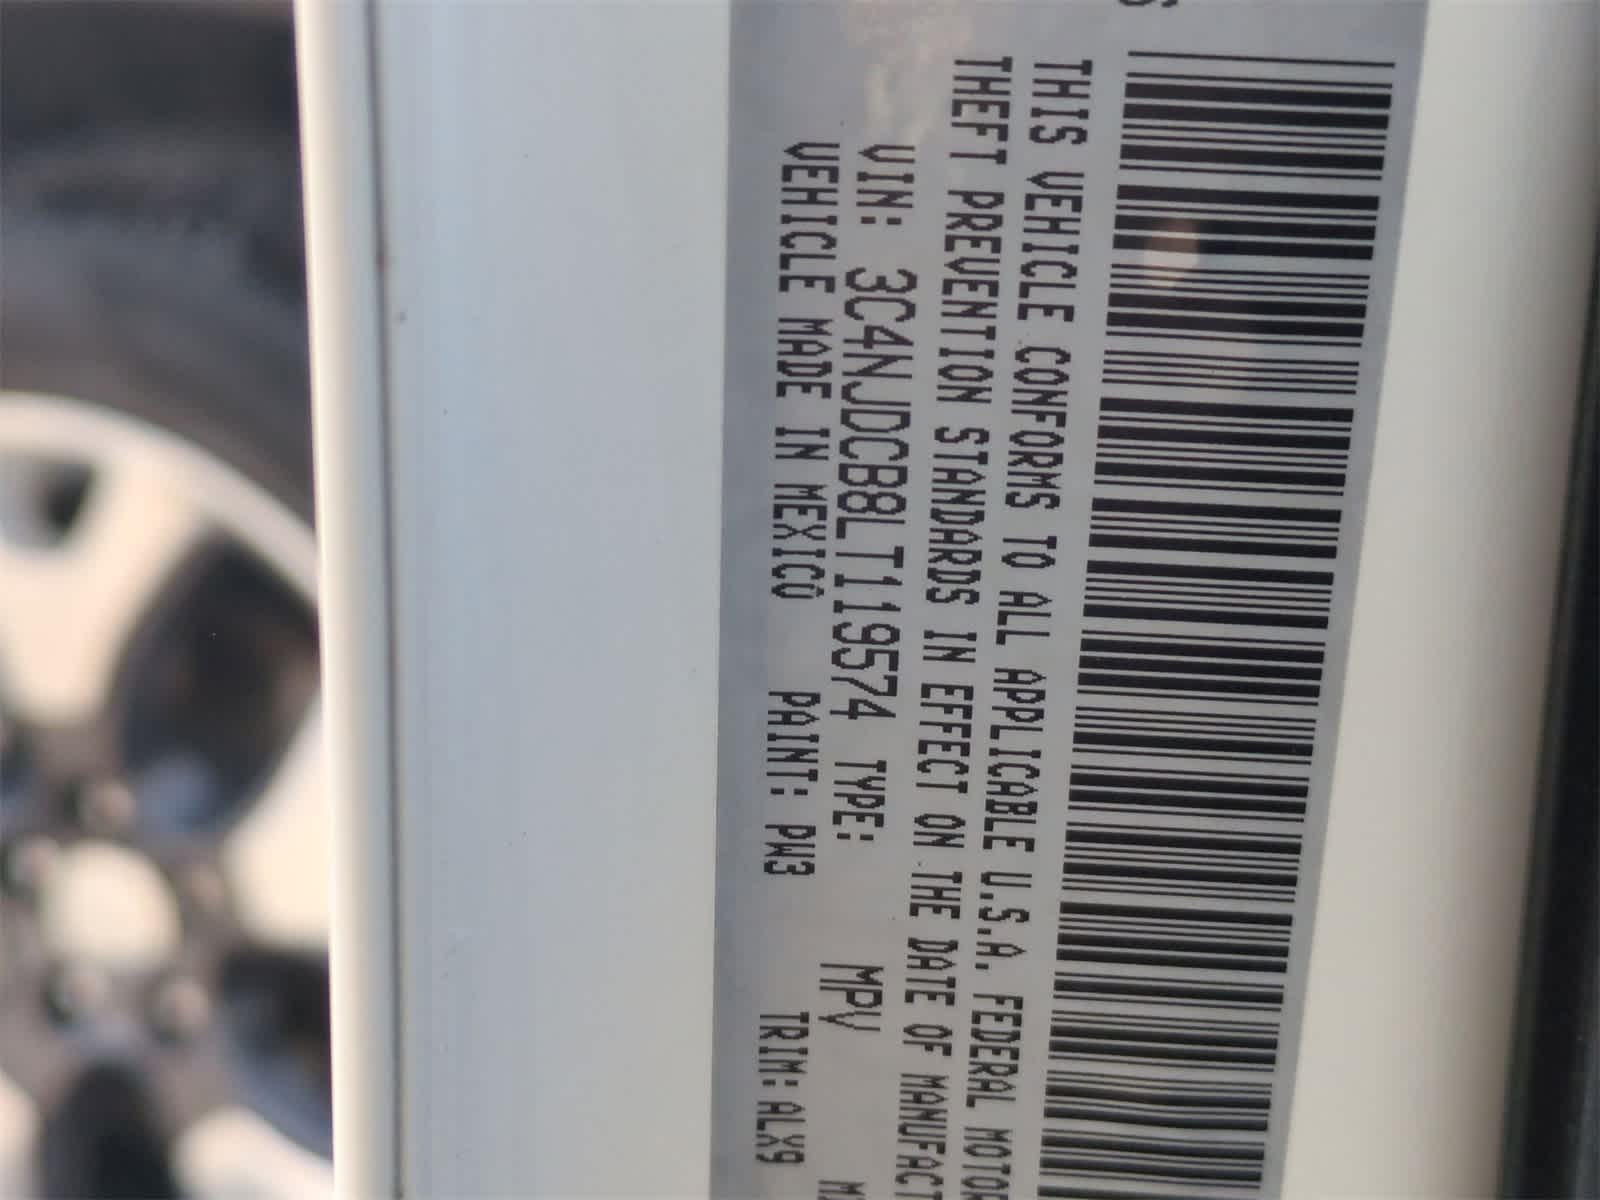 THIS VEHICLE CONFORMS TO ALL APPLICABLE U.S.A. FEDERAL MOTOR
THEFT PREVENTION STANDARDS IN EFFECT ON THE DATE OF MANUFACT
VIN: 3C4NJDCB8LT119574 TYPE: MPV
VEHICLE MADE IN MEXICO PAINT: PW3 TRIM: ALX9